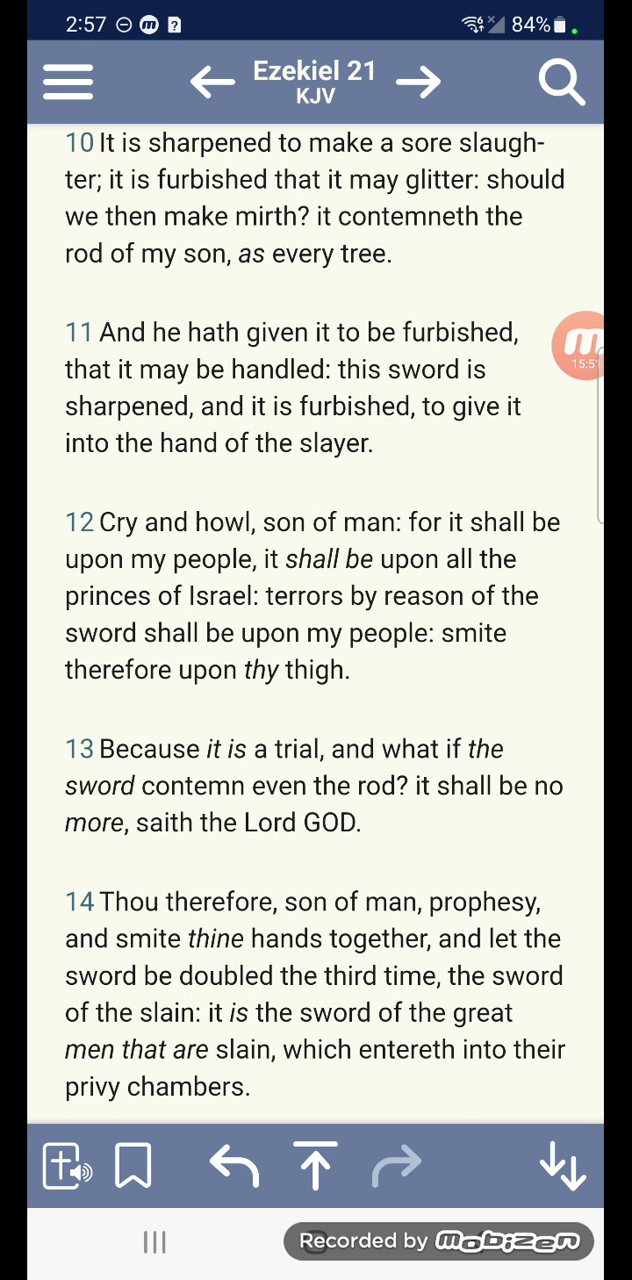 2:57 m ? 6 84%
Ezekiel 21
KJV
10 It is sharpened to make a sore slaugh-
ter; it is furbished that it may glitter: should
we then make mirth? it contemneth the
rod of my son, as every tree.
11 And he hath given it to be furbished,
that it may be handled: this sword is
sharpened, and it is furbished, to give it
into the hand of the slayer.
m
15:51
12 Cry and howl, son of man: for it shall be
upon my people, it shall be upon all the
princes of Israel: terrors by reason of the
sword shall be upon my people: smite
therefore upon thy thigh.
13 Because it is a trial, and what if the
sword contemn even the rod? it shall be no
more, saith the Lord GOD.
14 Thou therefore, son of man, prophesy,
and smite thine hands together, and let the
sword be doubled the third time, the sword
of the slain: it is the sword of the great
men that are slain, which entereth into their
privy chambers.
Recorded by mobizen